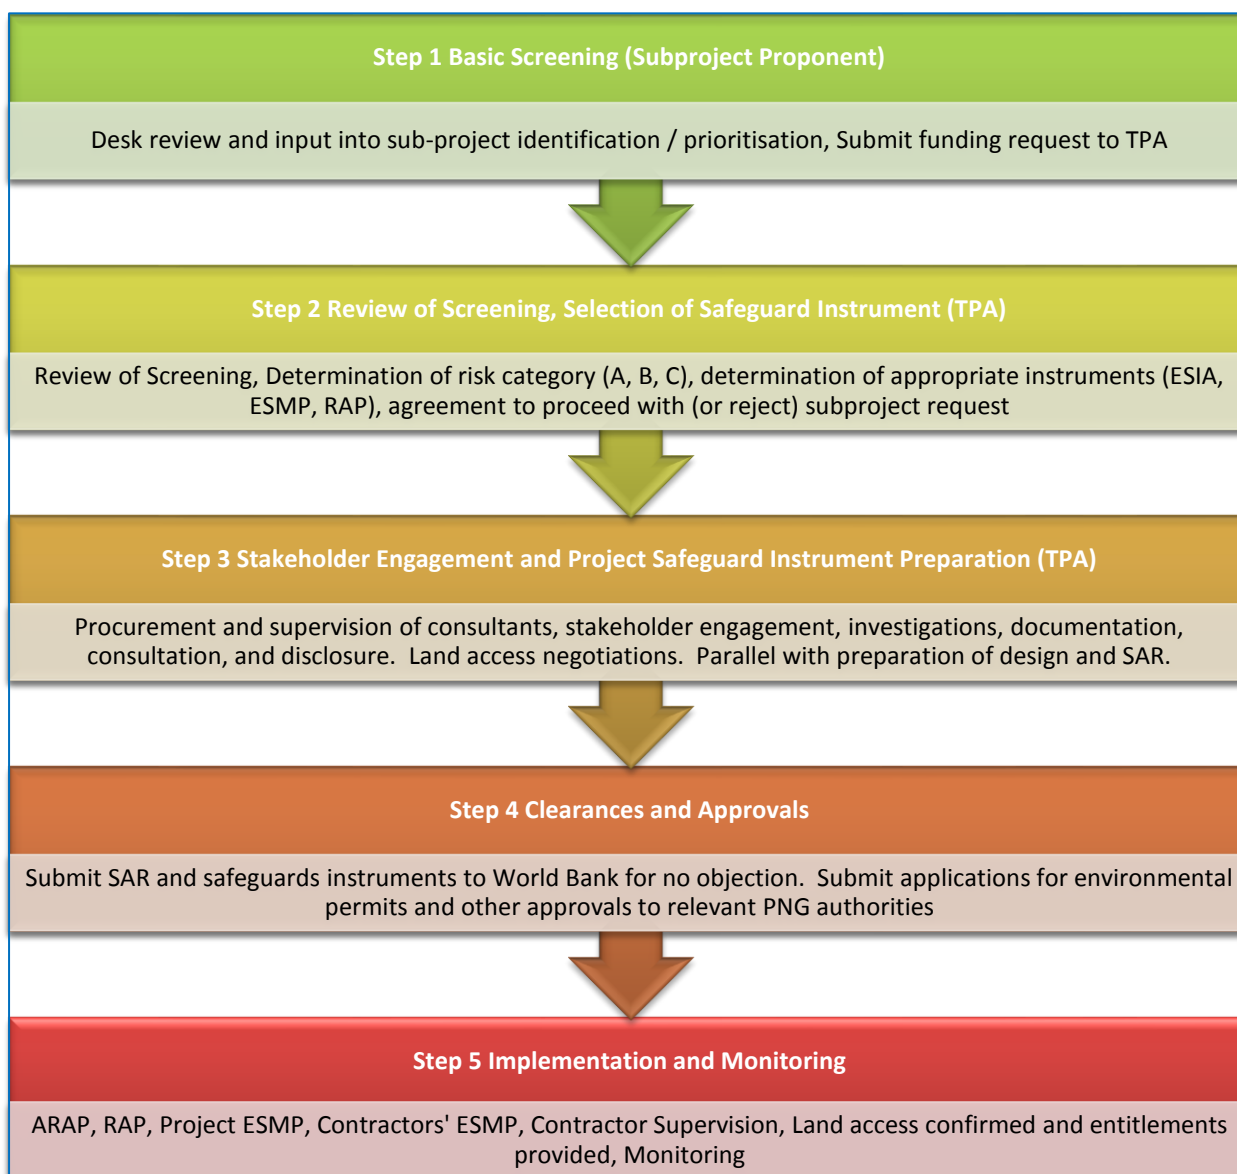 Step 1 Basic Screening (Subproject Proponent)
Desk review and input into sub-project identification / prioritisation, Submit funding request to TPA
Step 2 Review of Screening, Selection of Safeguard Instrument (TPA)
Review of Screening, Determination of risk category (A, B, C), determination of appropriate instruments (ESIA,
ESMP, RAP), agreement to proceed with (or reject) subproject request
Step 3 Stakeholder Engagement and Project Safeguard Instrument Preparation (TPA)
Procurement and supervision of consultants, stakeholder engagement, investigations, documentation,
consultation, and disclosure.  Land access negotiations.  Parallel with preparation of design and SAR.
Step 4 Clearances and Approvals
Submit SAR and safeguards instruments to World Bank for no objection.  Submit applications for environmental
permits and other approvals to relevant PNG authorities
Step 5 Implementation and Monitoring
ARAP, RAP, Project ESMP, Contractors' ESMP, Contractor Supervision, Land access confirmed and entitlements
provided, Monitoring